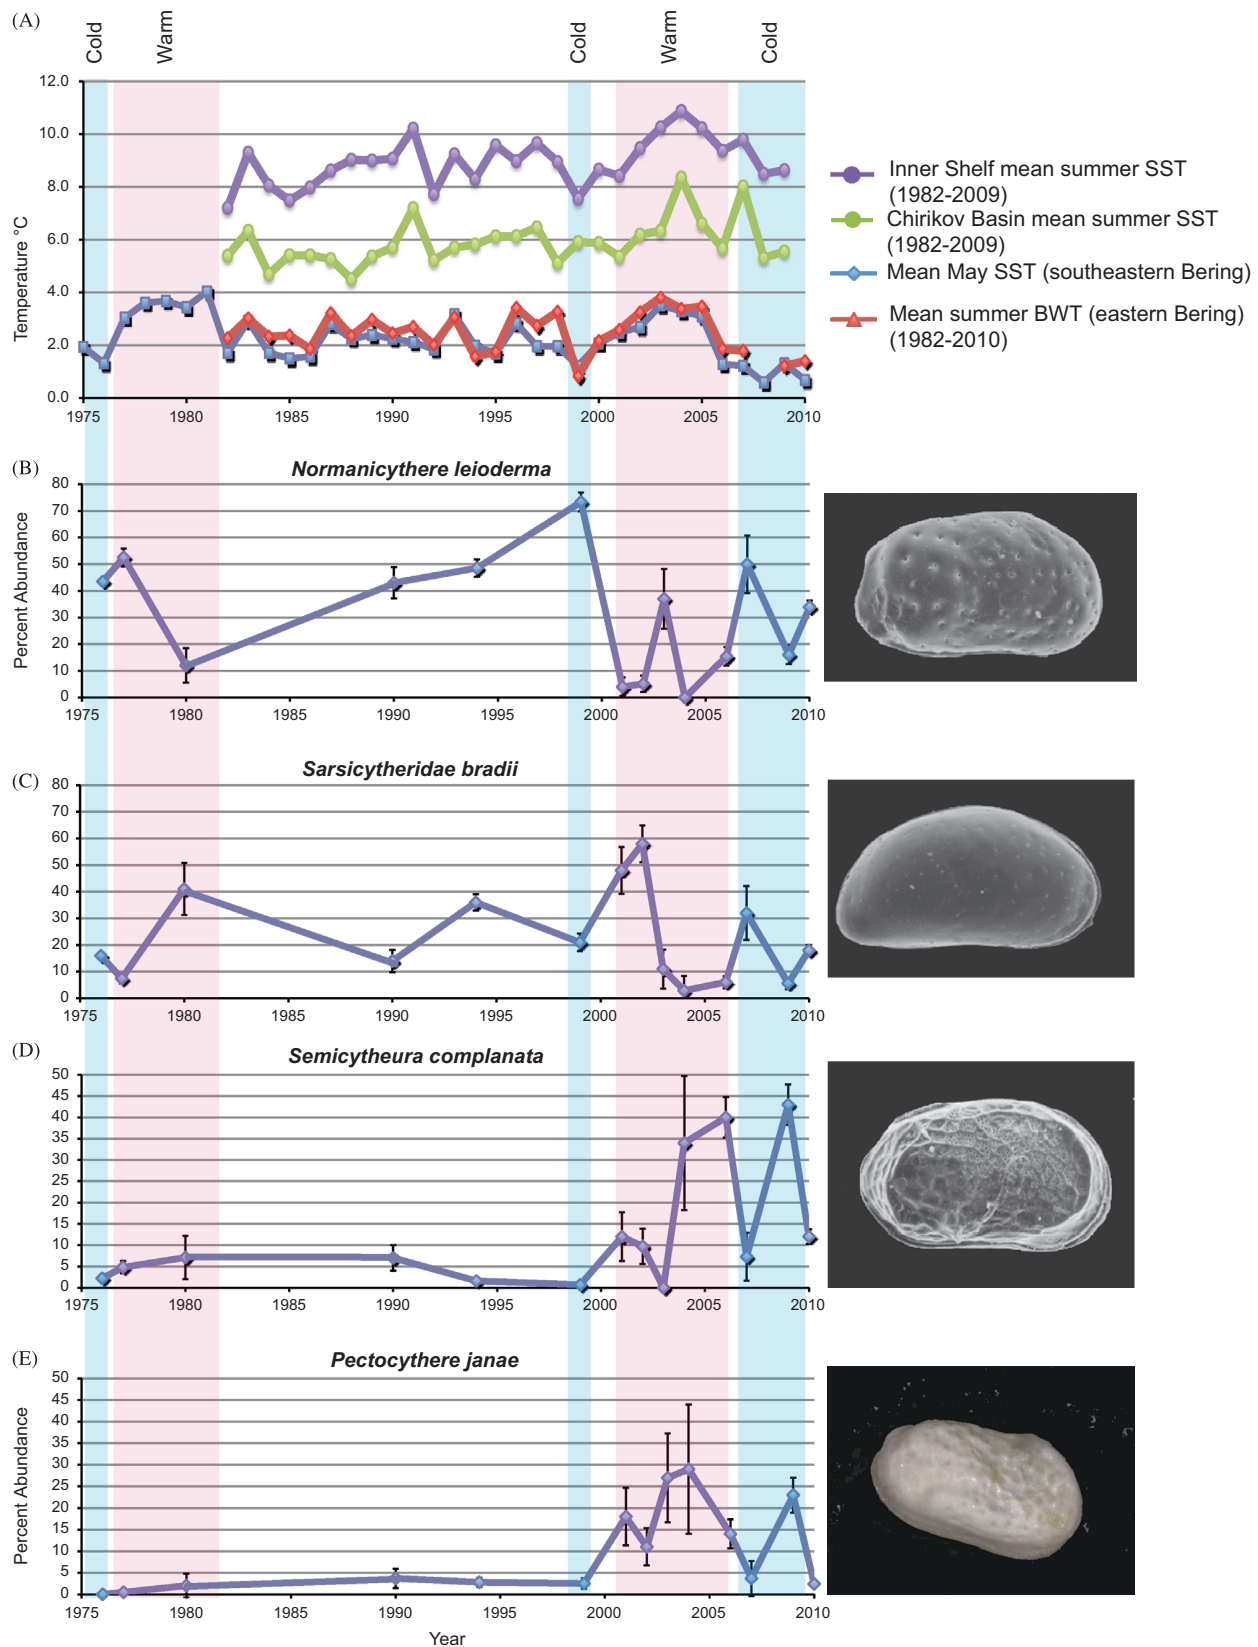 (A)
Cold
Warm
Cold
Warm
Cold
12.0
10.0
8.0
6.0
4.0
2.0
0.0
Temperature °C
1975 1980 1985 1990 1995 2000 2005 2010
Inner Shelf mean summer SST
(1982-2009)
Chirikov Basin mean summer SST
(1982-2009)
Mean May SST (southeastern Bering)
Mean summer BWT (eastern Bering)
(1982-2010)
(B)
Normanicythere leioderma
80
70
60
50
40
30
20
10
0
Percent Abundance
1975 1980 1985 1990 1995 2000 2005 2010
(C)
Sarsicytheridae bradii
80
70
60
50
40
30
20
10
0
1975 1980 1985 1990 1995 2000 2005 2010
(D)
Semicytheura complanata
50
45
40
35
30
25
20
15
10
5
0
1975 1980 1985 1990 1995 2000 2005 2010
(E)
Pectocythere janae
50
45
40
35
30
25
20
15
10
5
0
Percent Abundance
1975 1980 1985 1990 1995 2000 2005 2010
Year